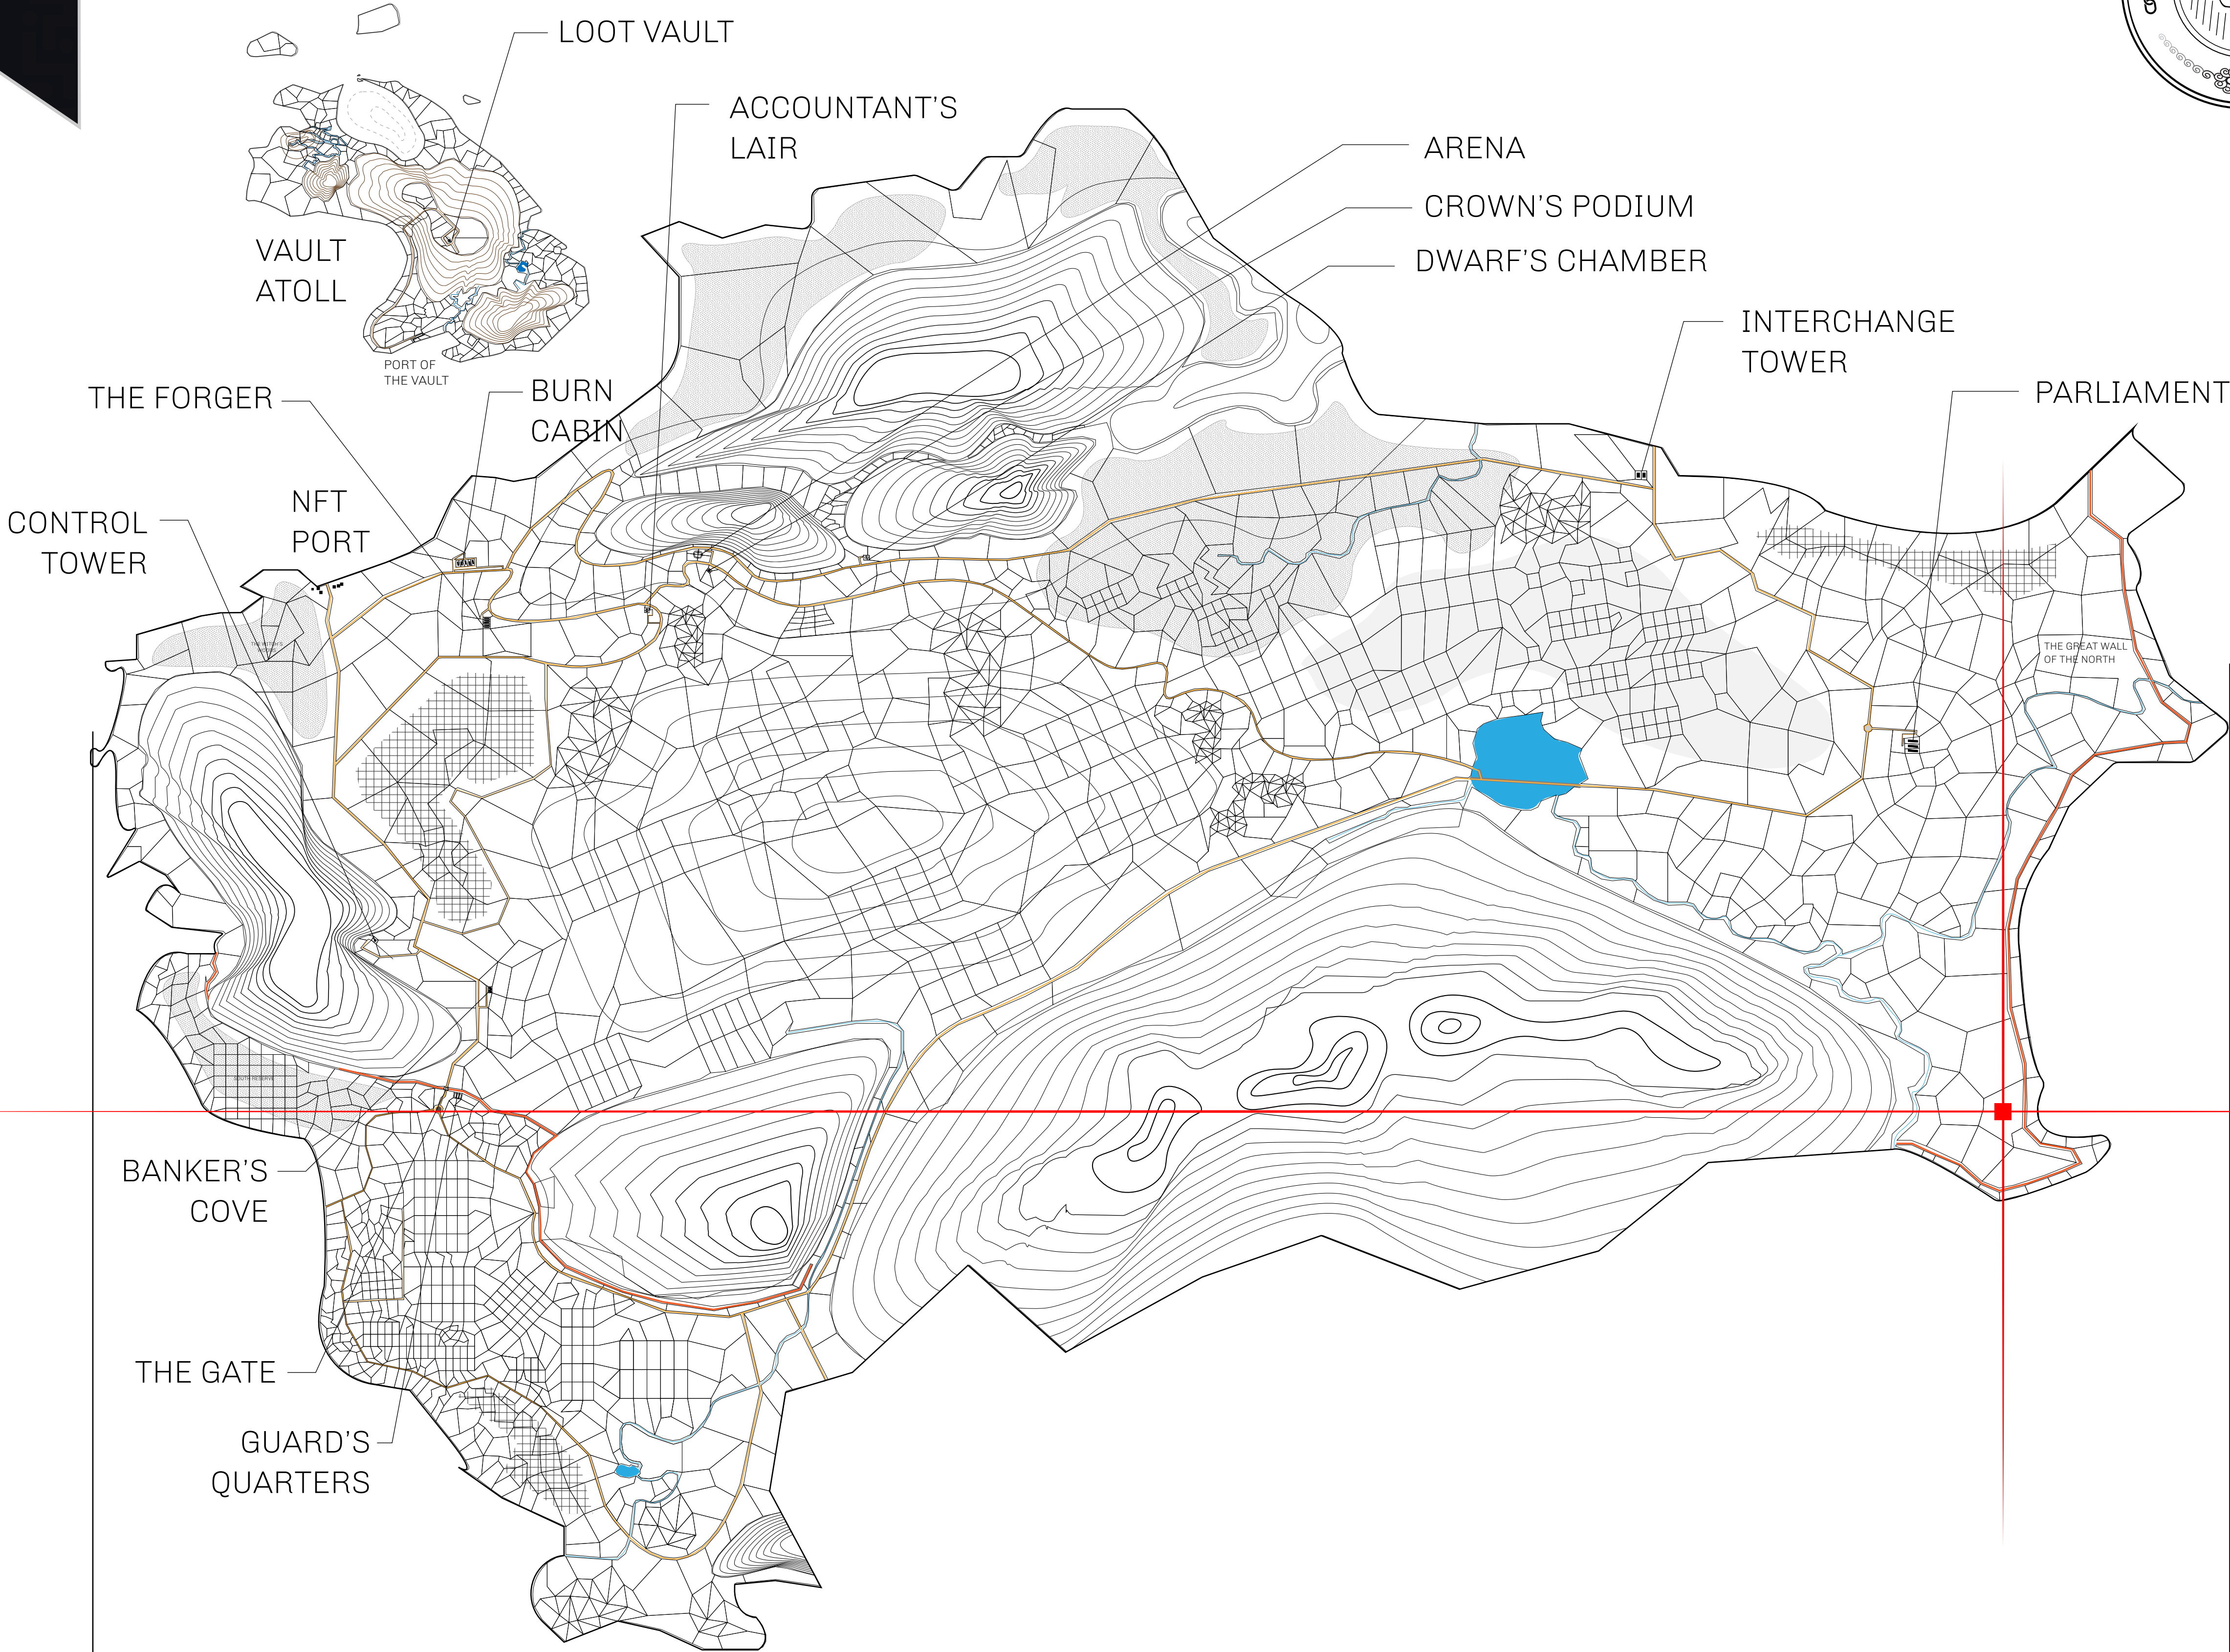 LOOT VAULT
ACCOUNTANT'S
LAIR
ARENA
CROWN'S PODIUM
DWARF'S CHAMBER
VAULT
ATOLL
INTERCHANGE
TOWER
PORT OF
THE VAULT
THE FORGER
BURN
CABIN
PARLIAMENT
NFT
PORT
CONTROL
TOWER
THE GREAT WALL
OF THE NORTH
SOUTH RESERVE
BANKER'S
COVE
THE GATE
GUARD'S
QUARTERS